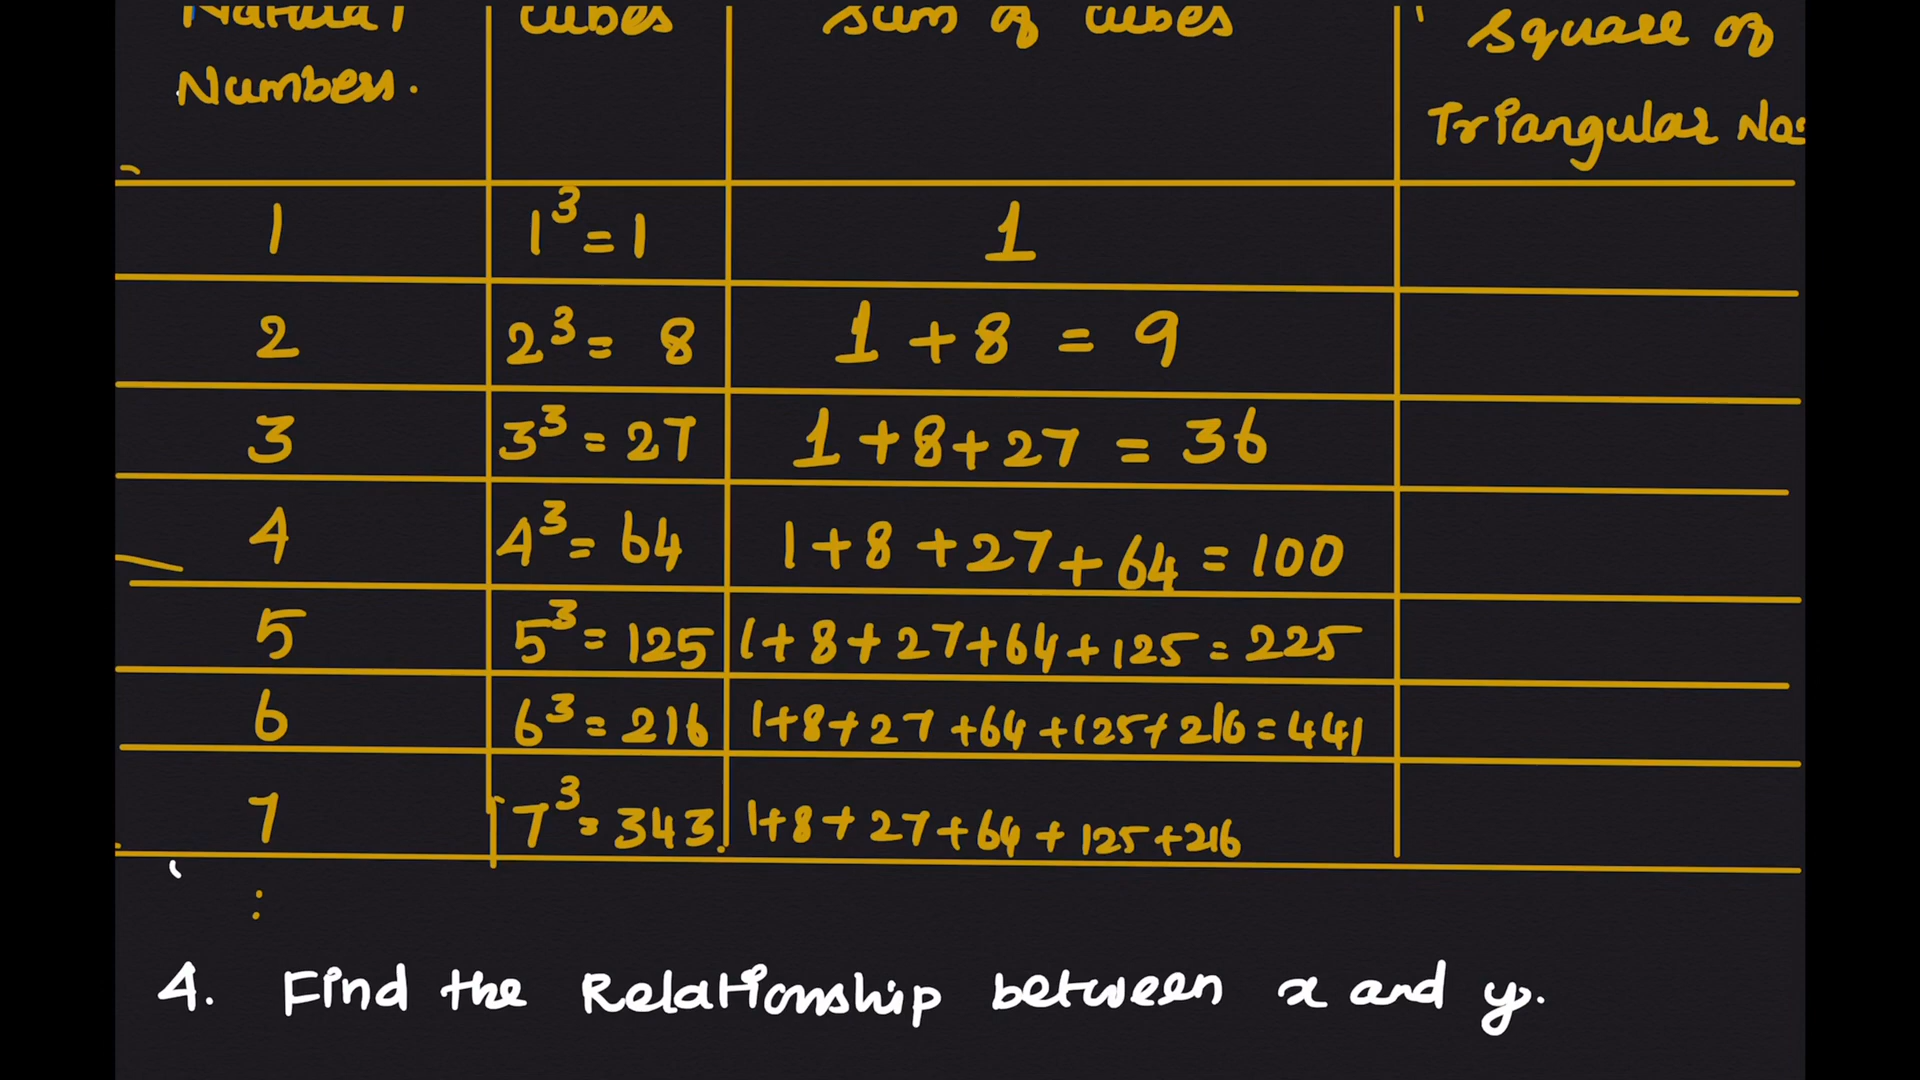 Natural cubes sum of cubes square of
Numbers. Triangular Nos
1 1³ = 1 1
2 2³ = 8 1 + 8 = 9
3 3³ = 27 1 + 8 + 27 = 36
4 4³ = 64 1 + 8 + 27 + 64 = 100
5 5³ = 125 1 + 8 + 27 + 64 + 125 = 225
6 6³ = 216 1 + 8 + 27 + 64 + 125 + 216 = 441
7 7³ = 343 1 + 8 + 27 + 64 + 125 + 216
:
4. Find the Relationship between x and y.